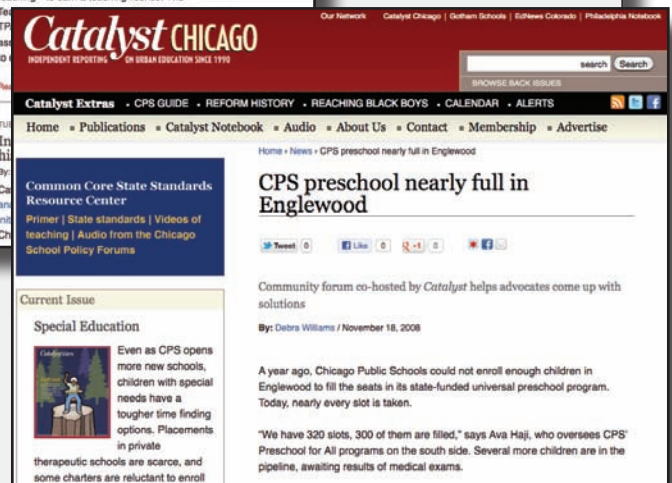 Our Network Catalyst Chicago | Gotham Schools | EdNews Colorado | Philadelphia Notebook
Catalyst CHICAGO
INDEPENDENT REPORTING ON URBAN EDUCATION SINCE 1990
search Search
BROWSE BACK ISSUES
Catalyst Extras • CPS GUIDE • REFORM HISTORY • REACHING BLACK BOYS • CALENDAR • ALERTS
Home Publications Catalyst Notebook Audio About Us Contact Membership Advertise
Home › News › CPS preschool nearly full in Englewood
Common Core State Standards
Resource Center
Primer | State standards | Videos of
teaching | Audio from the Chicago
School Policy Forums
CPS preschool nearly full in
Englewood
Tweet 0 Like 0 +1 0
Community forum co-hosted by Catalyst helps advocates come up with
solutions
By: Debra Williams / November 18, 2008
Current Issue
Special Education
Even as CPS opens
more new schools,
children with special
needs have a
tougher time finding
options. Placements
in private
therapeutic schools are scarce, and
some charters are reluctant to enroll
A year ago, Chicago Public Schools could not enroll enough children in
Englewood to fill the seats in its state-funded universal preschool program.
Today, nearly every slot is taken.
“We have 320 slots, 300 of them are filled,” says Ava Haji, who oversees CPS’
Preschool for All programs on the south side. Several more children are in the
pipeline, awaiting results of medical exams.